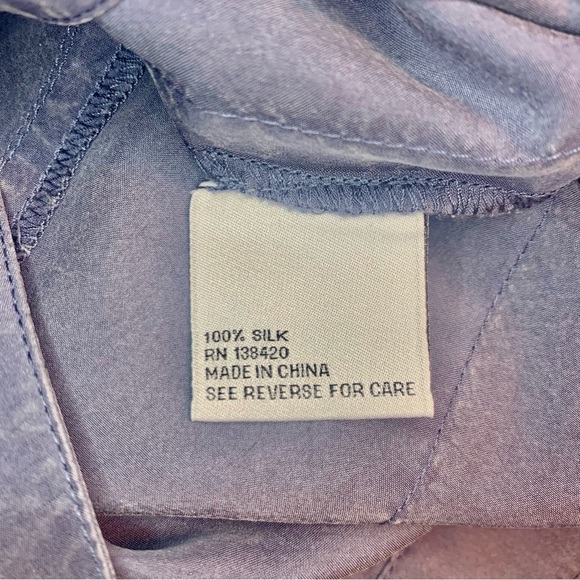 100% SILK
RN 138420
MADE IN CHINA
SEE REVERSE FOR CARE